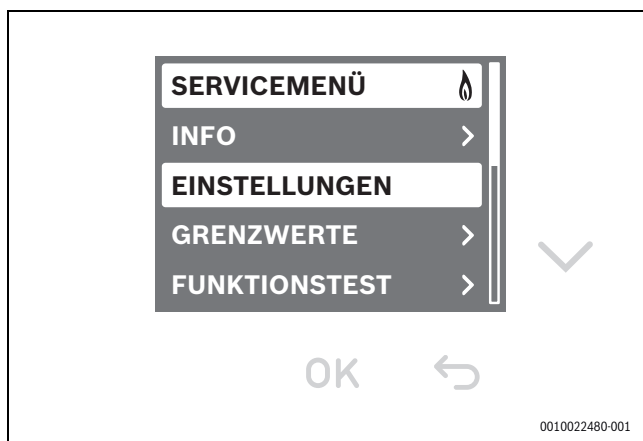 SERVICEMENÜ
INFO
EINSTELLUNGEN
GRENZWERTE
FUNKTIONSTEST
OK
0010022480-001